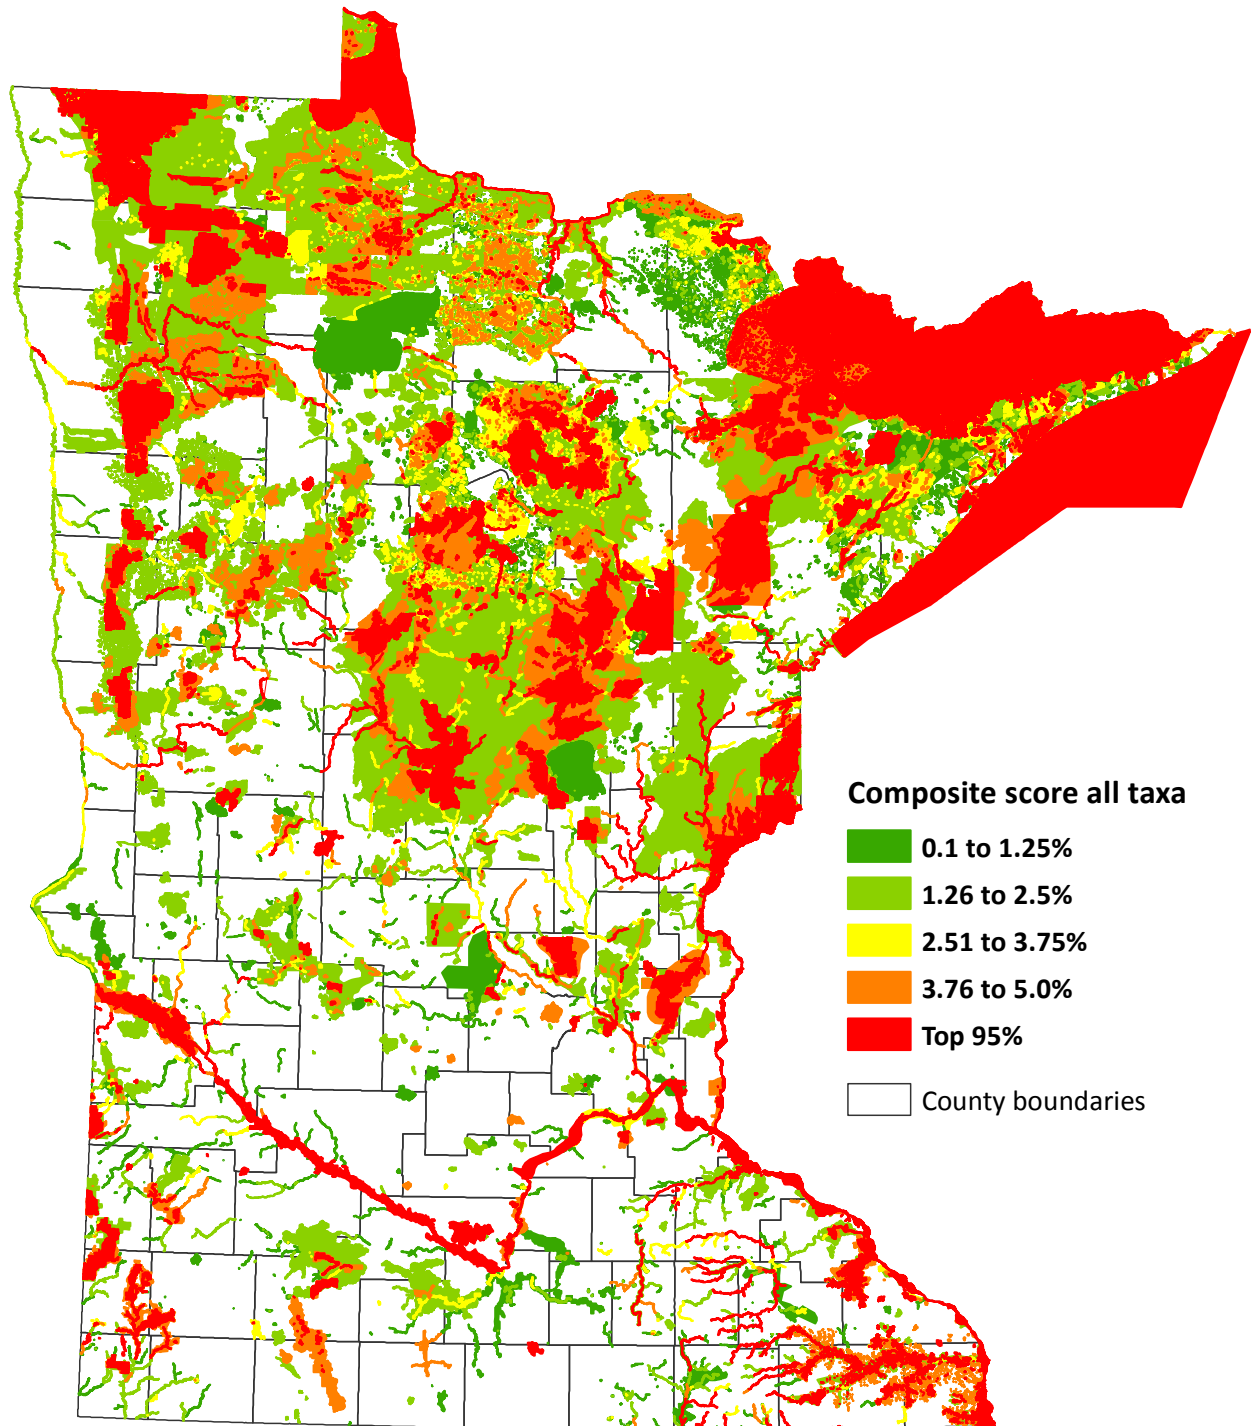 Composite score all taxa
0.1 to 1.25%
1.26 to 2.5%
2.51 to 3.75%
3.76 to 5.0%
Top 95%
County boundaries